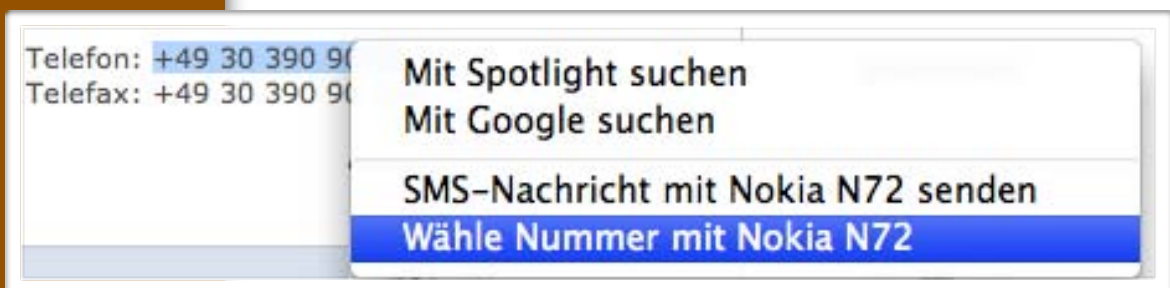 Telefon: +49 30 390 90
Telefax: +49 30 390 90
Mit Spotlight suchen
Mit Google suchen
SMS-Nachricht mit Nokia N72 senden
Wähle Nummer mit Nokia N72